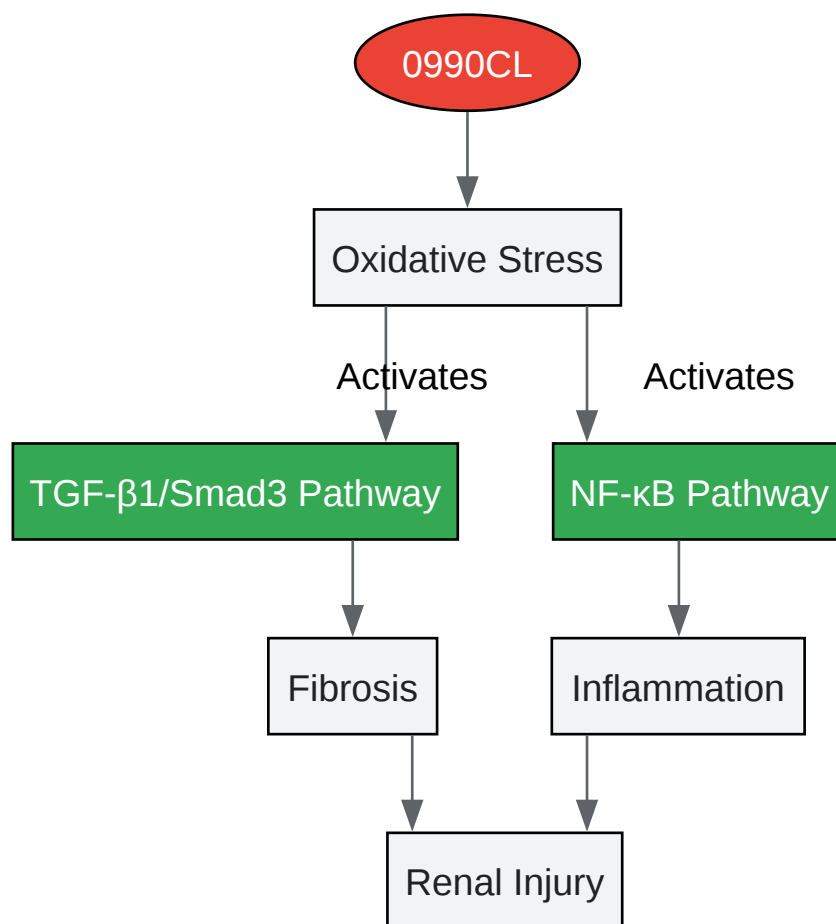 0990CL
Oxidative Stress
Activates
Activates
TGF-β1/Smad3 Pathway
NF-κB Pathway
Fibrosis
Inflammation
Renal Injury